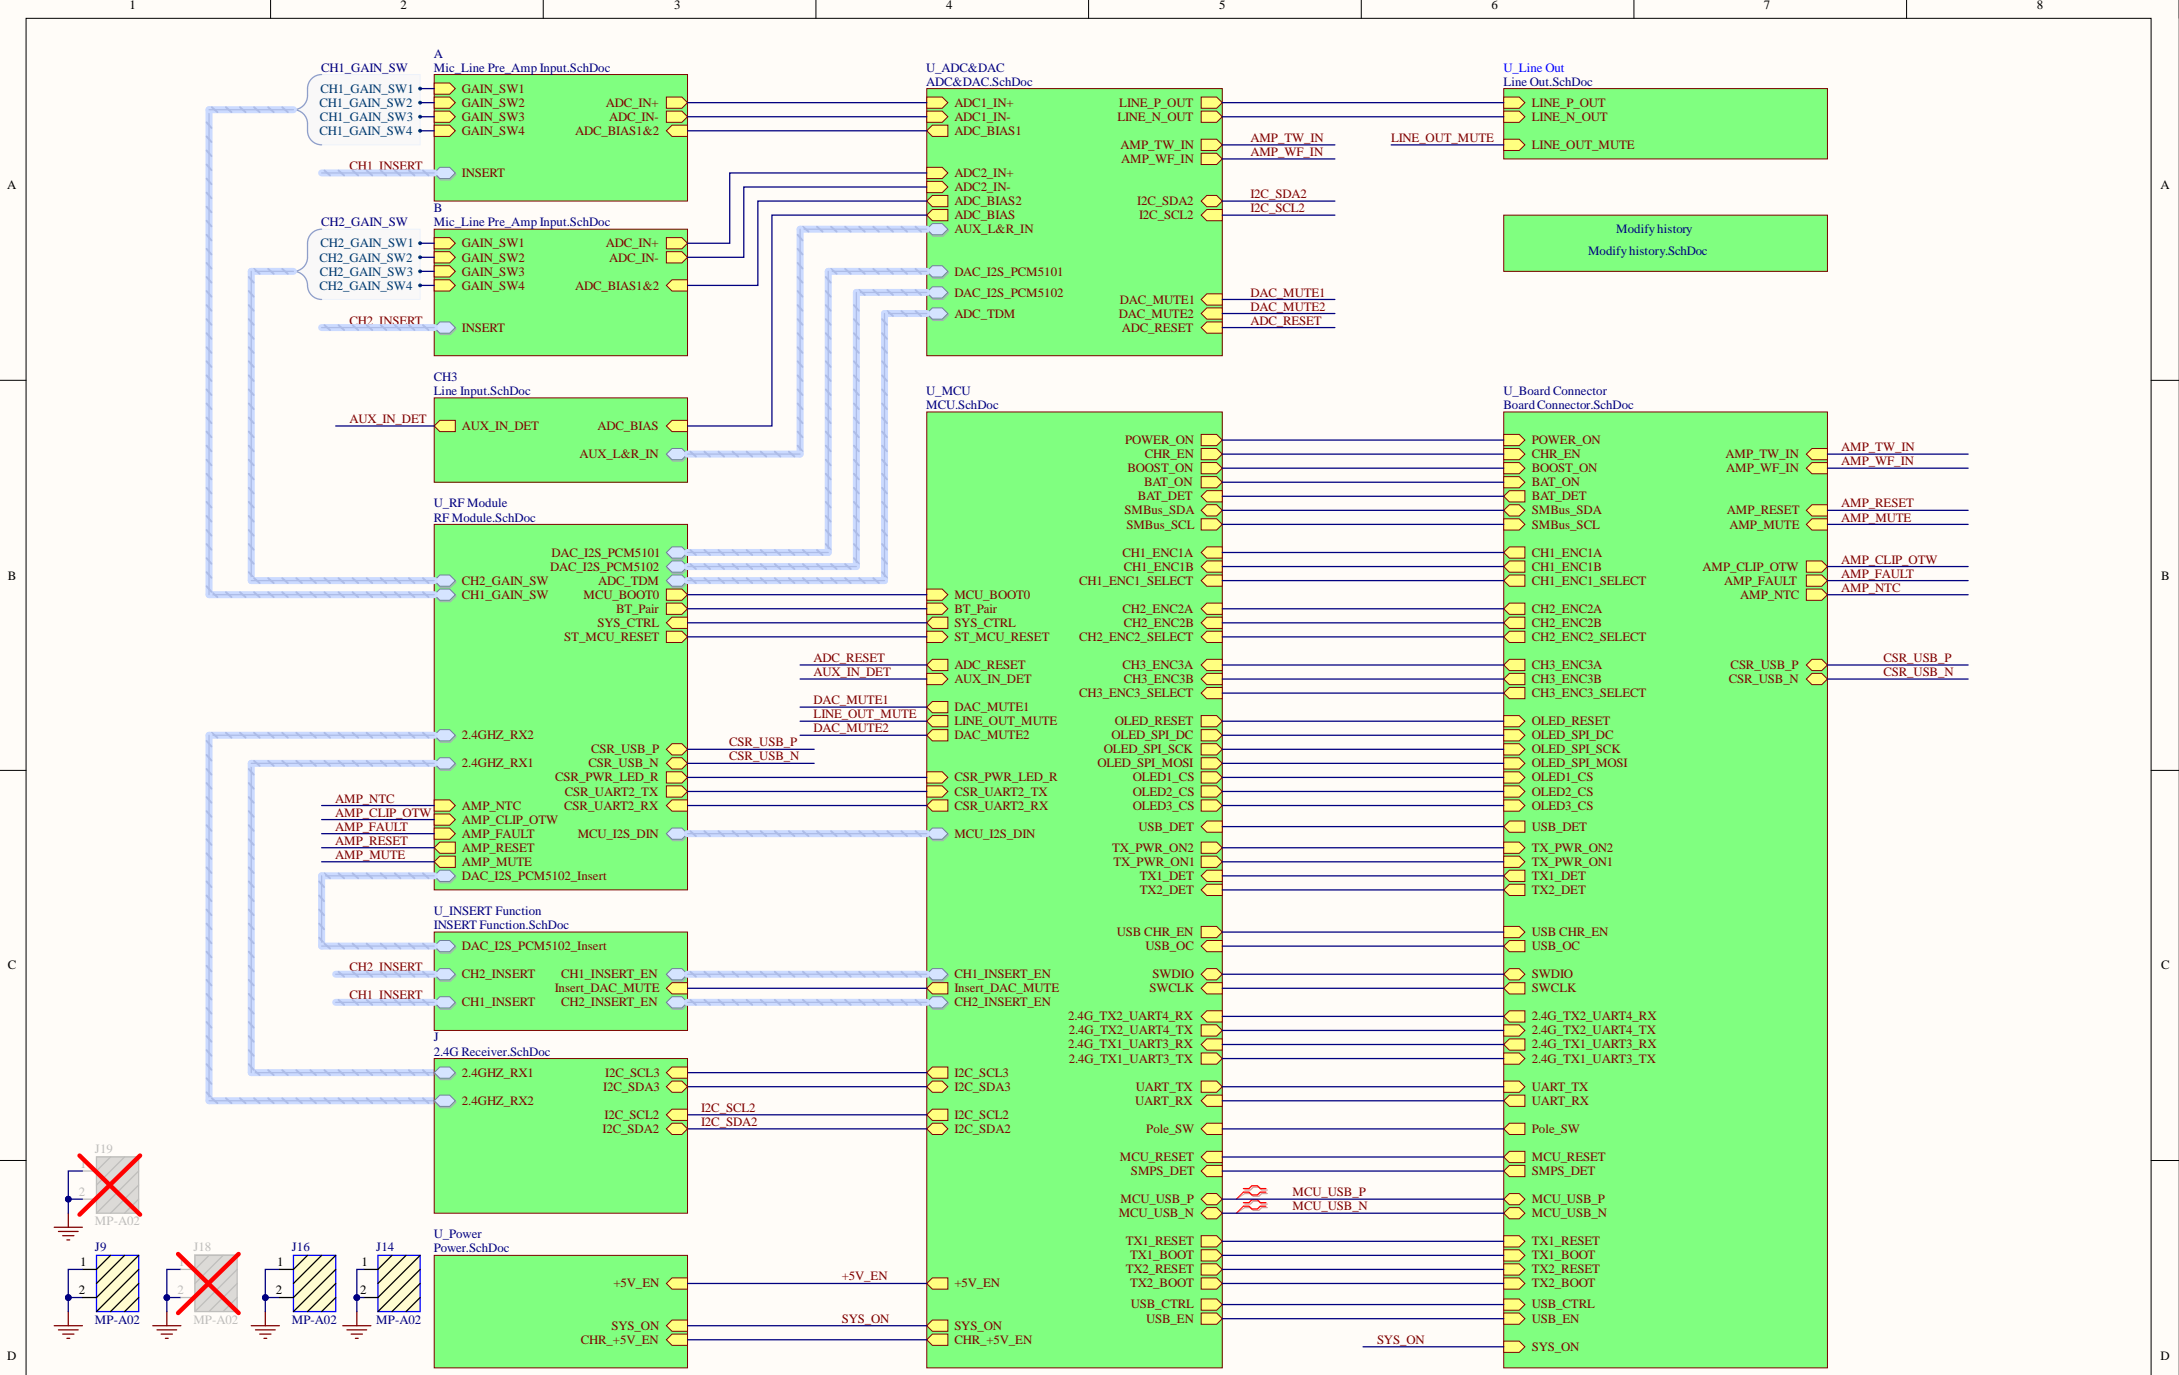 1 2 3 4 5 6 7 8
A
B
C
D
A
B
C
D
A
Mic_Line Pre_Amp Input.SchDoc
CH1_GAIN_SW
CH1_GAIN_SW1 GAIN_SW1
CH1_GAIN_SW2 GAIN_SW2 ADC_IN+
CH1_GAIN_SW3 GAIN_SW3 ADC_IN-
CH1_GAIN_SW4 GAIN_SW4 ADC_BIAS1&2
CH1_INSERT INSERT
B
Mic_Line Pre_Amp Input.SchDoc
CH2_GAIN_SW
CH2_GAIN_SW1 GAIN_SW1 ADC_IN+
CH2_GAIN_SW2 GAIN_SW2 ADC_IN-
CH2_GAIN_SW3 GAIN_SW3
CH2_GAIN_SW4 GAIN_SW4 ADC_BIAS1&2
CH2_INSERT INSERT
CH3
Line Input.SchDoc
AUX_IN_DET AUX_IN_DET ADC_BIAS
AUX_L&R_IN
U_RF Module
RF Module.SchDoc
DAC_I2S_PCM5101
DAC_I2S_PCM5102
CH2_GAIN_SW ADC_TDM
CH1_GAIN_SW MCU_BOOT0
BT_Pair
SYS_CTRL
ST_MCU_RESET
2.4GHZ_RX2
CSR_USB_P CSR_USB_P
2.4GHZ_RX1 CSR_USB_N CSR_USB_N
CSR_PWR_LED_R
CSR_UART2_TX
AMP_NTC AMP_NTC CSR_UART2_RX
AMP_CLIP_OTW AMP_CLIP_OTW
AMP_FAULT AMP_FAULT MCU_I2S_DIN
AMP_RESET AMP_RESET
AMP_MUTE AMP_MUTE
DAC_I2S_PCM5102_Insert
U_INSERT Function
INSERT Function.SchDoc
DAC_I2S_PCM5102_Insert
CH2_INSERT CH2_INSERT CH1_INSERT_EN
Insert_DAC_MUTE
CH1_INSERT CH1_INSERT CH2_INSERT_EN
J
2.4G Receiver.SchDoc
2.4GHZ_RX1 I2C_SCL3
I2C_SDA3
2.4GHZ_RX2
I2C_SCL2 I2C_SCL2
I2C_SDA2 I2C_SDA2
U_Power
Power.SchDoc
+5V_EN +5V_EN
SYS_ON SYS_ON
CHR_+5V_EN
J19
2
MP-A02
J9
1
2
MP-A02
J18
2
MP-A02
J16
1
2
MP-A02
J14
1
2
MP-A02
U_ADC&DAC
ADC&DAC.SchDoc
ADC1_IN+ LINE_P_OUT
ADC1_IN- LINE_N_OUT
ADC_BIAS1
AMP_TW_IN AMP_TW_IN
AMP_WF_IN AMP_WF_IN
ADC2_IN+
ADC2_IN-
ADC_BIAS2 I2C_SDA2 I2C_SDA2
ADC_BIAS I2C_SCL2 I2C_SCL2
AUX_L&R_IN
DAC_I2S_PCM5101
DAC_I2S_PCM5102
DAC_MUTE1 DAC_MUTE1
ADC_TDM DAC_MUTE2 DAC_MUTE2
ADC_RESET ADC_RESET
U_MCU
MCU.SchDoc
POWER_ON
CHR_EN
BOOST_ON
BAT_ON
BAT_DET
SMBus_SDA
SMBus_SCL
CH1_ENC1A
CH1_ENC1B
CH1_ENC1_SELECT
MCU_BOOT0
BT_Pair CH2_ENC2A
SYS_CTRL CH2_ENC2B
ST_MCU_RESET CH2_ENC2_SELECT
ADC_RESET ADC_RESET CH3_ENC3A
AUX_IN_DET AUX_IN_DET CH3_ENC3B
CH3_ENC3_SELECT
DAC_MUTE1 DAC_MUTE1
LINE_OUT_MUTE LINE_OUT_MUTE OLED_RESET
DAC_MUTE2 DAC_MUTE2 OLED_SPI_DC
OLED_SPI_SCK
OLED_SPI_MOSI
CSR_PWR_LED_R OLED1_CS
CSR_UART2_TX OLED2_CS
CSR_UART2_RX OLED3_CS
USB_DET
MCU_I2S_DIN
TX_PWR_ON2
TX_PWR_ON1
TX1_DET
TX2_DET
USB CHR_EN
USB_OC
CH1_INSERT_EN SWDIO
Insert_DAC_MUTE SWCLK
CH2_INSERT_EN
2.4G_TX2_UART4_RX
2.4G_TX2_UART4_TX
2.4G_TX1_UART3_RX
2.4G_TX1_UART3_TX
I2C_SCL3
I2C_SDA3 UART_TX
UART_RX
I2C_SCL2
I2C_SDA2 Pole_SW
MCU_RESET
SMPS_DET
MCU_USB_P MCU_USB_P
MCU_USB_N MCU_USB_N
TX1_RESET
TX1_BOOT
TX2_RESET
+5V_EN TX2_BOOT
USB_CTRL
USB_EN
SYS_ON
CHR_+5V_EN
U_Line Out
Line Out.SchDoc
LINE_P_OUT
LINE_N_OUT
LINE_OUT_MUTE LINE_OUT_MUTE
Modify history
Modify history.SchDoc
U_Board Connector
Board Connector.SchDoc
POWER_ON
CHR_EN AMP_TW_IN AMP_TW_IN
BOOST_ON AMP_WF_IN AMP_WF_IN
BAT_ON
BAT_DET
SMBus_SDA AMP_RESET AMP_RESET
SMBus_SCL AMP_MUTE AMP_MUTE
CH1_ENC1A
CH1_ENC1B AMP_CLIP_OTW AMP_CLIP_OTW
CH1_ENC1_SELECT AMP_FAULT AMP_FAULT
AMP_NTC AMP_NTC
CH2_ENC2A
CH2_ENC2B
CH2_ENC2_SELECT
CH3_ENC3A CSR_USB_P CSR_USB_P
CH3_ENC3B CSR_USB_N CSR_USB_N
CH3_ENC3_SELECT
OLED_RESET
OLED_SPI_DC
OLED_SPI_SCK
OLED_SPI_MOSI
OLED1_CS
OLED2_CS
OLED3_CS
USB_DET
TX_PWR_ON2
TX_PWR_ON1
TX1_DET
TX2_DET
USB CHR_EN
USB_OC
SWDIO
SWCLK
2.4G_TX2_UART4_RX
2.4G_TX2_UART4_TX
2.4G_TX1_UART3_RX
2.4G_TX1_UART3_TX
UART_TX
UART_RX
Pole_SW
MCU_RESET
SMPS_DET
MCU_USB_P
MCU_USB_N
TX1_RESET
TX1_BOOT
TX2_RESET
TX2_BOOT
USB_CTRL
USB_EN
SYS_ON SYS_ON